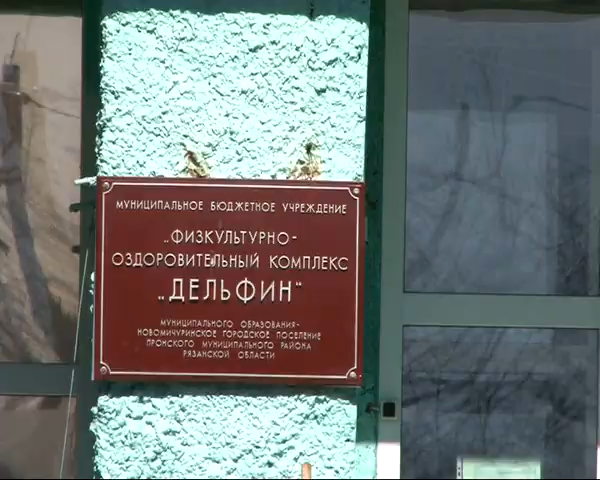 МУНИЦИПАЛЬНОЕ БЮДЖЕТНОЕ УЧРЕЖДЕНИЕ
„ФИЗКУЛЬТУРНО-
ОЗДОРОВИТЕЛЬНЫЙ КОМПЛЕКС
„ДЕЛЬФИН“
МУНИЦИПАЛЬНОГО ОБРАЗОВАНИЯ-
НОВОМИЧУРИНСКОЕ ГОРОДСКОЕ ПОСЕЛЕНИЕ
ПРОНСКОГО МУНИЦИПАЛЬНОГО РАЙОНА
РЯЗАНСКОЙ ОБЛАСТИ